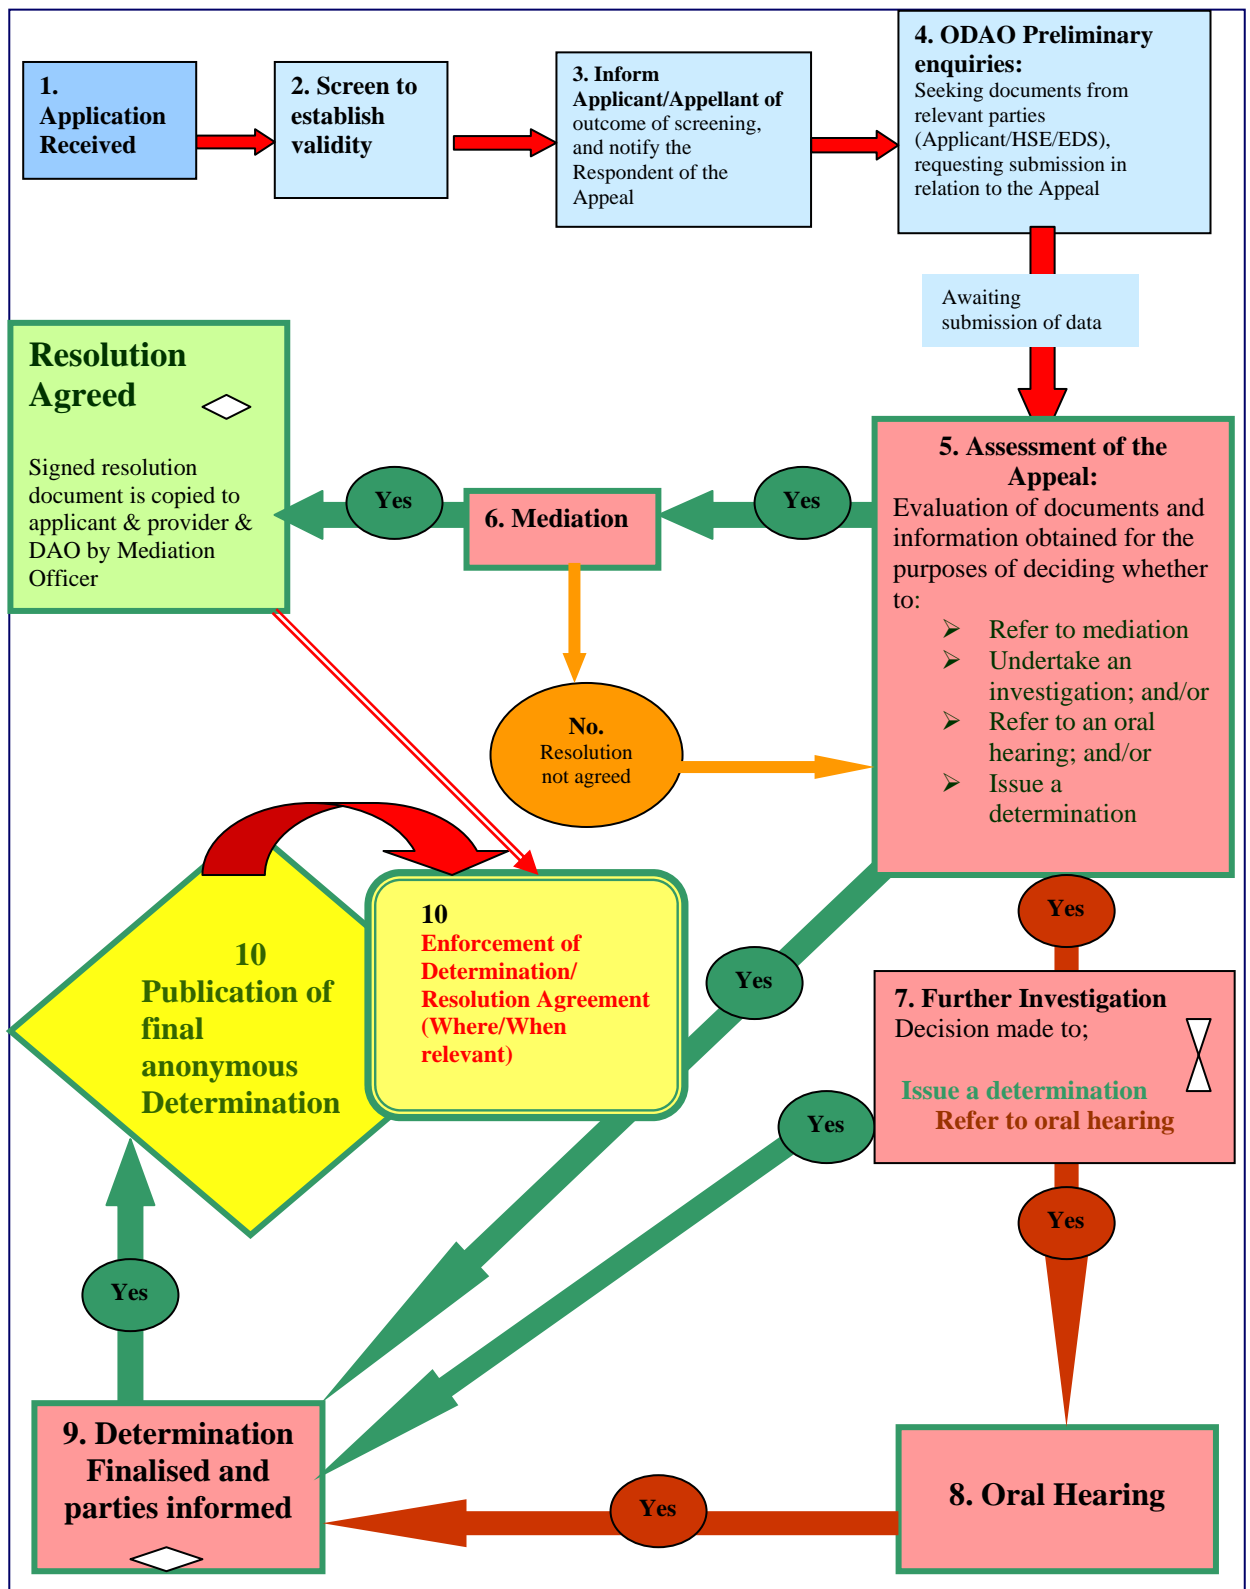 1.
Application
Received
2. Screen to
establish
validity
3. Inform
Applicant/Appellant of
outcome of screening,
and notify the
Respondent of the
Appeal
4. ODAO Preliminary
enquiries:
Seeking documents from
relevant parties
(Applicant/HSE/EDS),
requesting submission in
relation to the Appeal
Awaiting
submission of data
Resolution
Agreed
Signed resolution
document is copied to
applicant & provider &
DAO by Mediation
Officer
Yes
6. Mediation
Yes
5. Assessment of the
Appeal:
Evaluation of documents and
information obtained for the
purposes of deciding whether
to:
➢ Refer to mediation
➢ Undertake an
investigation; and/or
➢ Refer to an oral
hearing; and/or
➢ Issue a
determination
No.
Resolution
not agreed
10
Publication of
final
anonymous
Determination
10
Enforcement of
Determination/
Resolution Agreement
(Where/When
relevant)
Yes
Yes
7. Further Investigation
Decision made to;
Issue a determination
Refer to oral hearing
Yes
Yes
Yes
9. Determination
Finalised and
parties informed
Yes
8. Oral Hearing